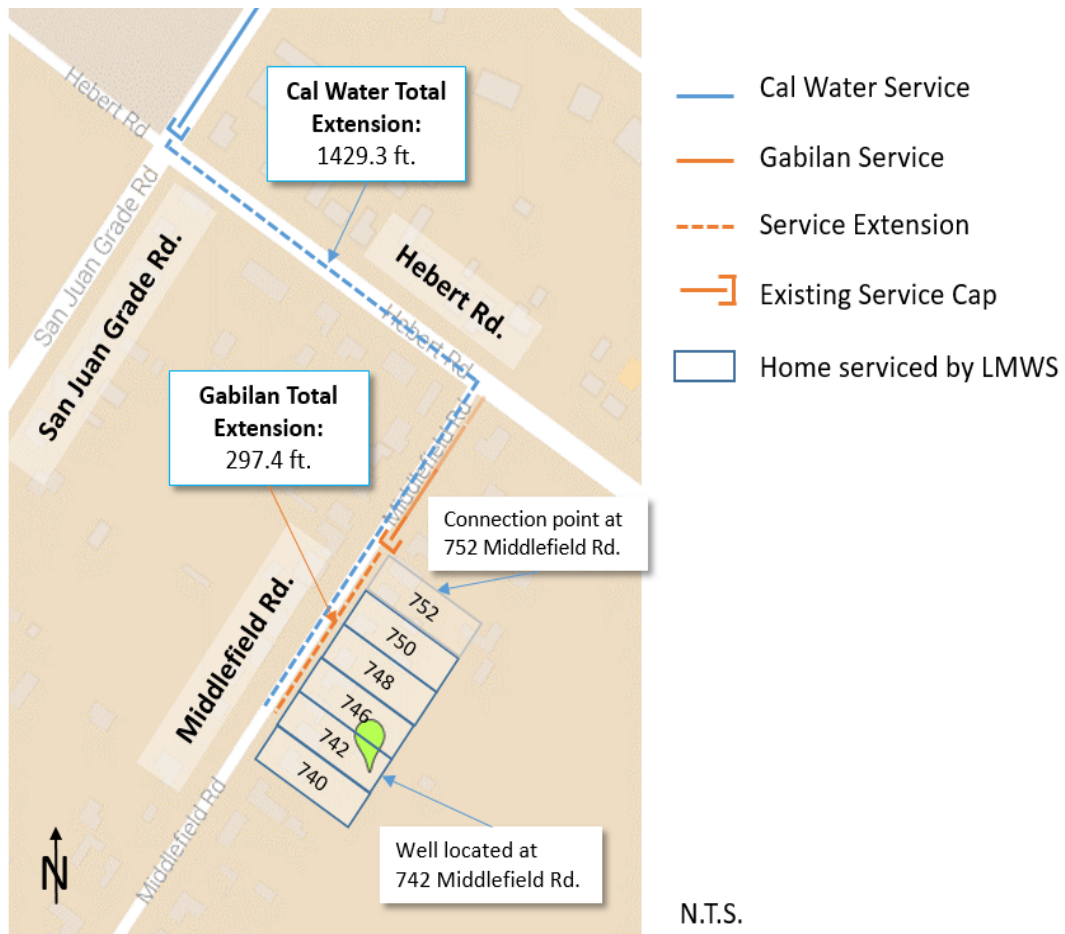 Hebert Rd
Cal Water Total
Extension:
1429.3 ft.
San Juan Grade Rd
San Juan Grade Rd.
Hebert Rd.
Hebert Rd
Gabilan Total
Extension:
297.4 ft.
Middlefield Rd
Connection point at
752 Middlefield Rd.
Middlefield Rd.
752
750
748
746
742
740
Middlefield Rd
Well located at
742 Middlefield Rd.
N
Cal Water Service
Gabilan Service
Service Extension
Existing Service Cap
Home serviced by LMWS
N.T.S.